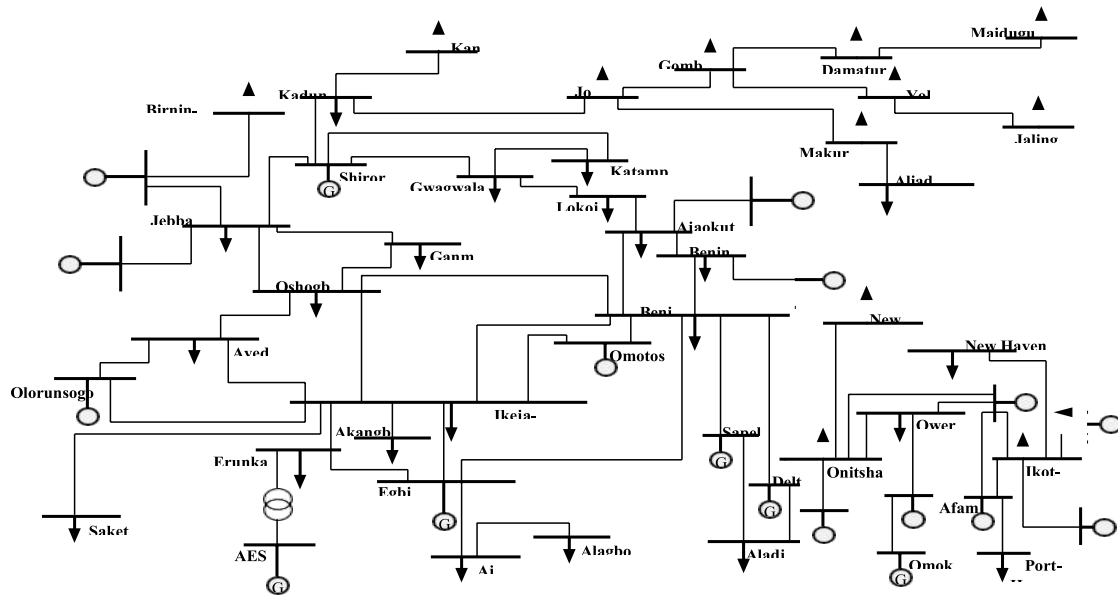 Kan
Maidugu
Gomb
Damatur
Kadun
Jo
Yol
Birnin-
Jaling
Makur
Shiror
Katamp
G
Gwagwala
Aliad
Lokoj
Jebba
Ajaokut
Benin
Ganm
Oshogb
Beni
New
New Haven
Omotos
Ayed
Olorunsogo
Ikeja-
Ower
Akangb
Sapel
Erunka
G
Onitsha
Ikot-
Egbi
Delt
Afam
G
G
Saket
AES
Alagbo
Aladj
Omok
Port-
Aj
G
G